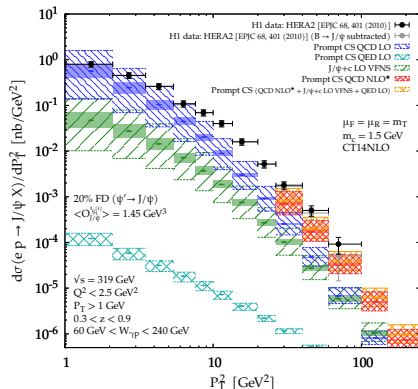 H1 data: HERA2 [EPJC 68, 401 (2010)]
H1 data: HERA2 [EPJC 68, 401 (2010)] (B → J/ψ subtracted)
Prompt CS QCD LO
Prompt CS QED LO
J/ψ+c LO VFNS
Prompt CS QCD NLO★
Prompt CS (QCD NLO★ + J/ψ+c LO VFNS + QED LO)
μF = μR = mT
mc = 1.5 GeV
CT14NLO
20% FD (ψ' → J/ψ)
= 1.45 GeV³
√s = 319 GeV
Q² < 2.5 GeV²
PT > 1 GeV
0.3 < z < 0.9
60 GeV < Wγp < 240 GeV
dσ(e p → J/ψ X)/dP²T [nb/GeV²]
10¹
10⁰
10⁻¹
10⁻²
10⁻³
10⁻⁴
10⁻⁵
10⁻⁶
1 10 100
P²T [GeV²]